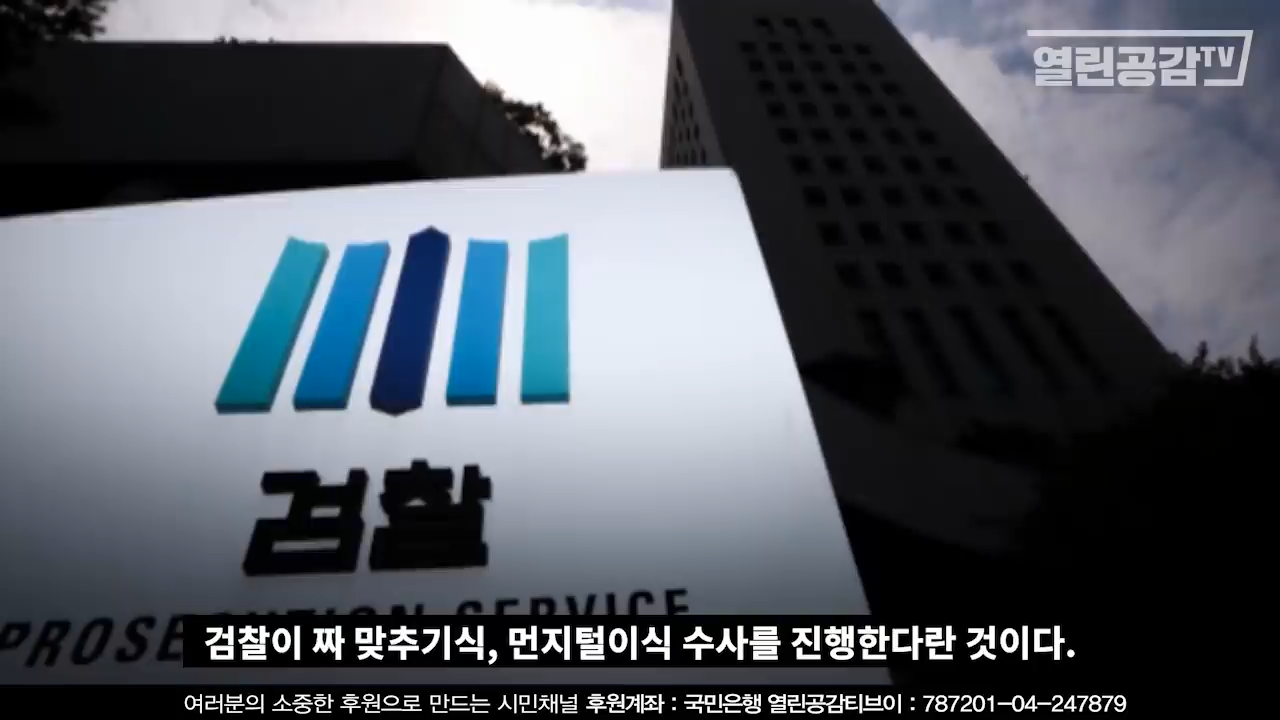 열린공감TV
검찰
PROSECUTION SERVICE
검찰이 짜 맞추기식, 먼지털이식 수사를 진행한다란 것이다.
여러분의 소중한 후원으로 만드는 시민채널 후원계좌 : 국민은행 열린공감티브이 : 787201-04-247879